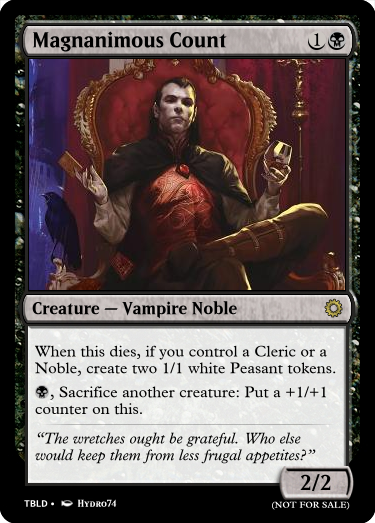 Magnanimous Count 1
Creature — Vampire Noble
When this dies, if you control a Cleric or a
Noble, create two 1/1 white Peasant tokens.
, Sacrifice another creature: Put a +1/+1
counter on this.
“The wretches ought be grateful. Who else
would keep them from less frugal appetites?”
2/2
TBLD • Hydro74
(NOT FOR SALE)